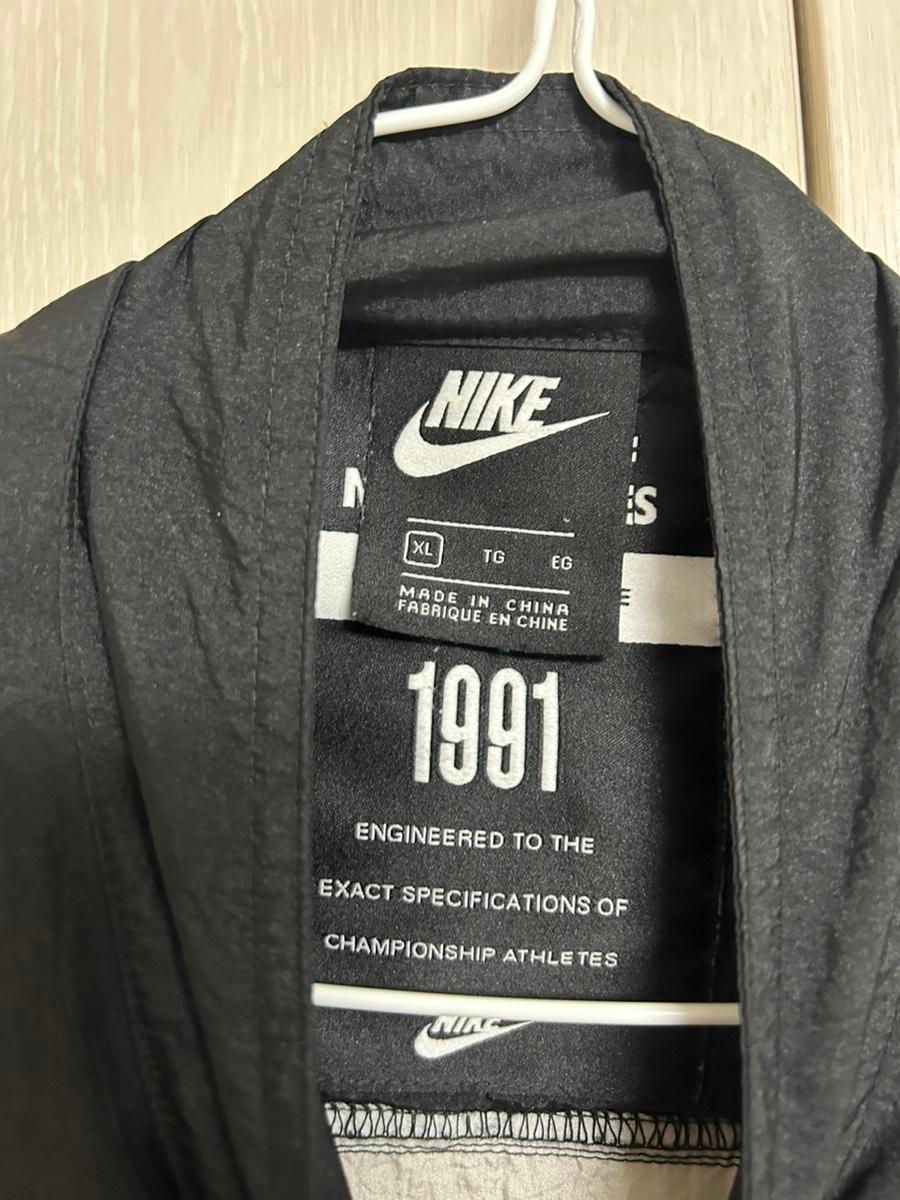 NIKE
XL TG EG
MADE IN CHINA
FABRIQUE EN CHINE
1991
ENGINEERED TO THE
EXACT SPECIFICATIONS OF
CHAMPIONSHIP ATHLETES
NIKE